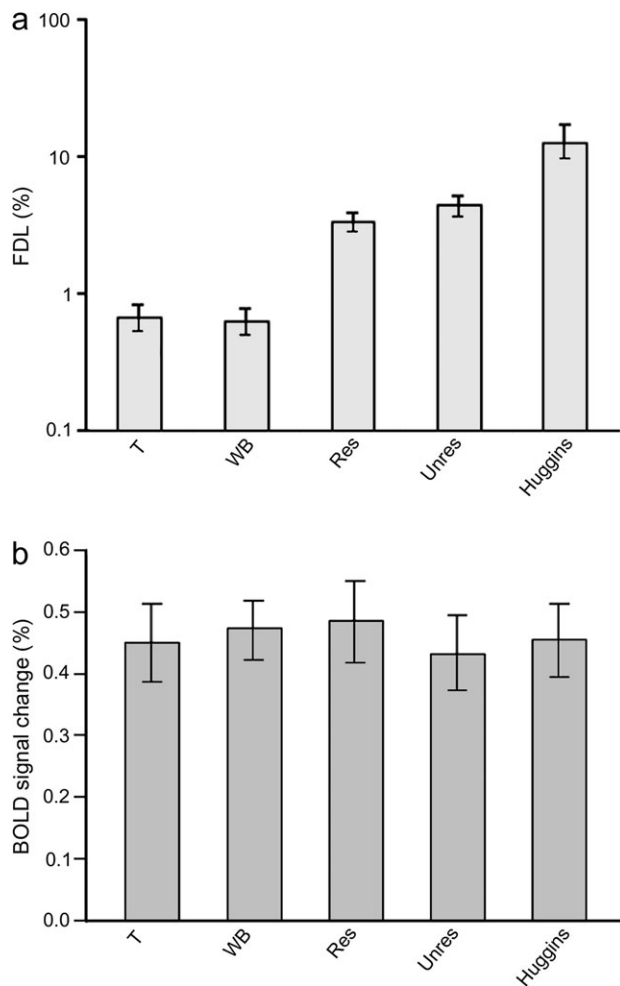 a
100
10
1
0.1
FDL (%)
T
WB
Res
Unres
Huggins
b
0.6
0.5
0.4
0.3
0.2
0.1
0.0
BOLD signal change (%)
T
WB
Res
Unres
Huggins